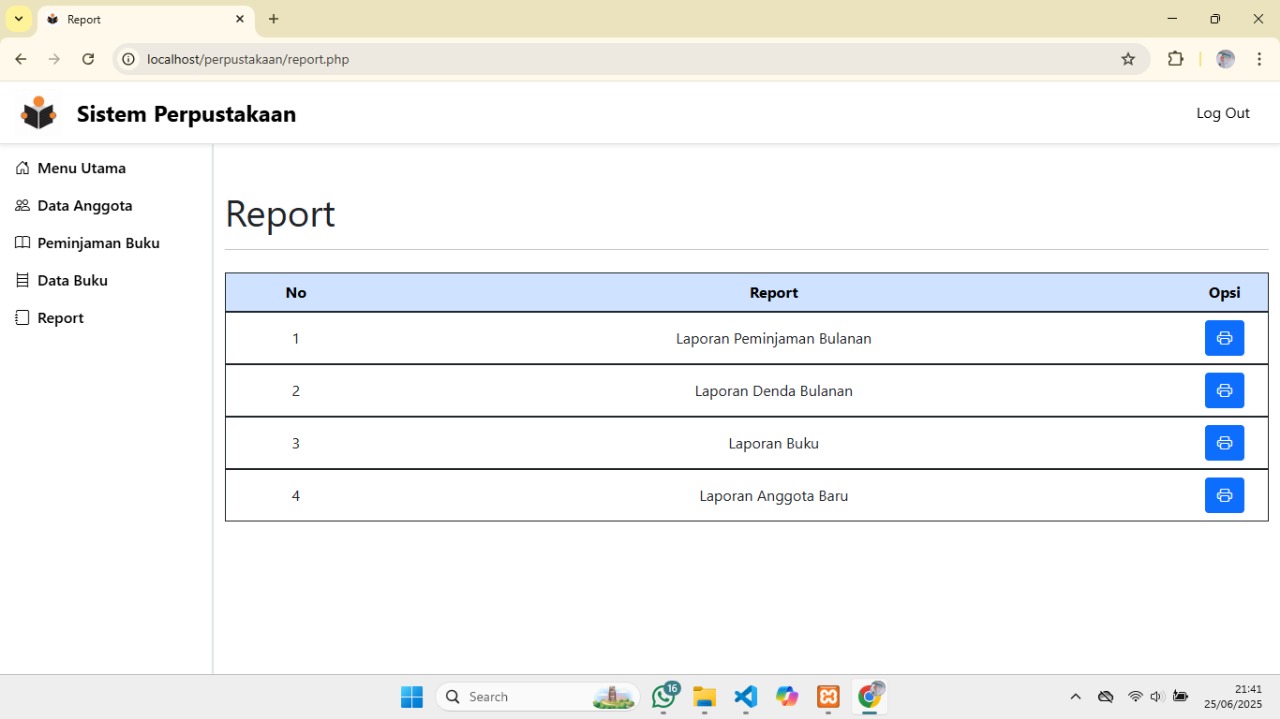 Report
localhost/perpustakaan/report.php
Sistem Perpustakaan
Log Out
Menu Utama
Data Anggota
Peminjaman Buku
Data Buku
Report
Report
No Report Opsi
1 Laporan Peminjaman Bulanan
2 Laporan Denda Bulanan
3 Laporan Buku
4 Laporan Anggota Baru
Search
16
21:41
25/06/2025